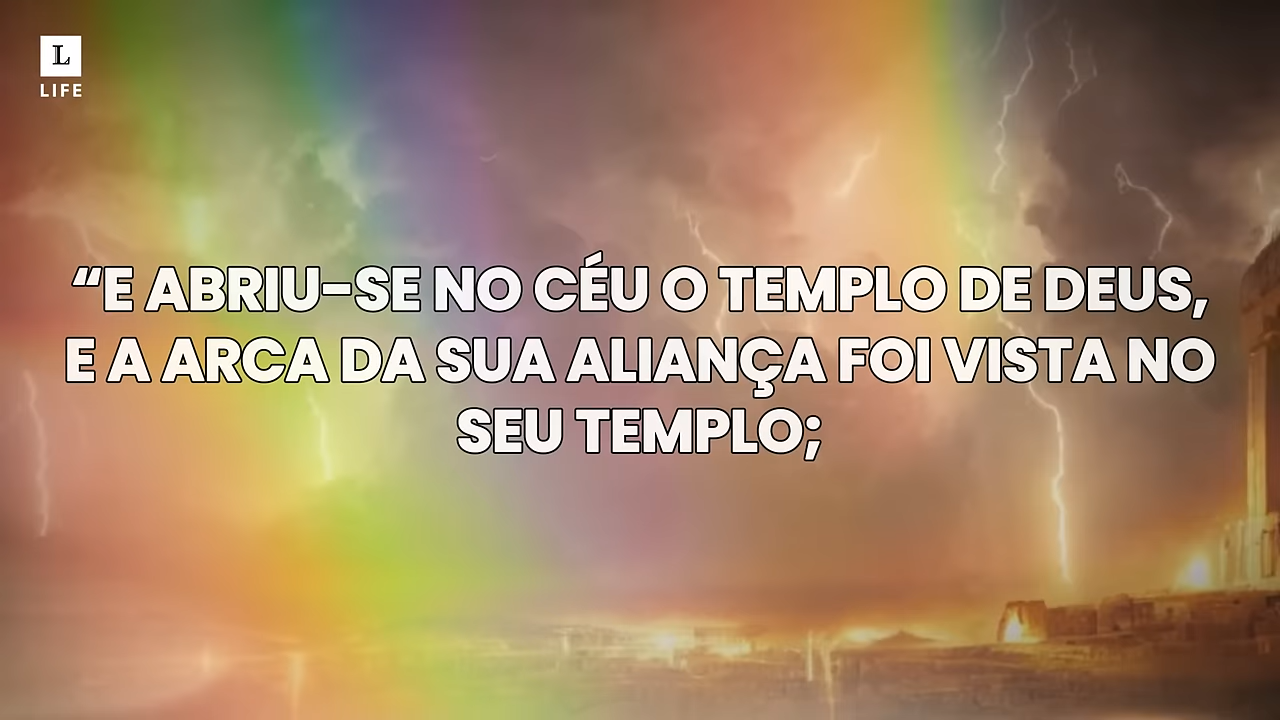 L
LIFE
“E ABRIU-SE NO CÉU O TEMPLO DE DEUS,
E A ARCA DA SUA ALIANÇA FOI VISTA NO
SEU TEMPLO;